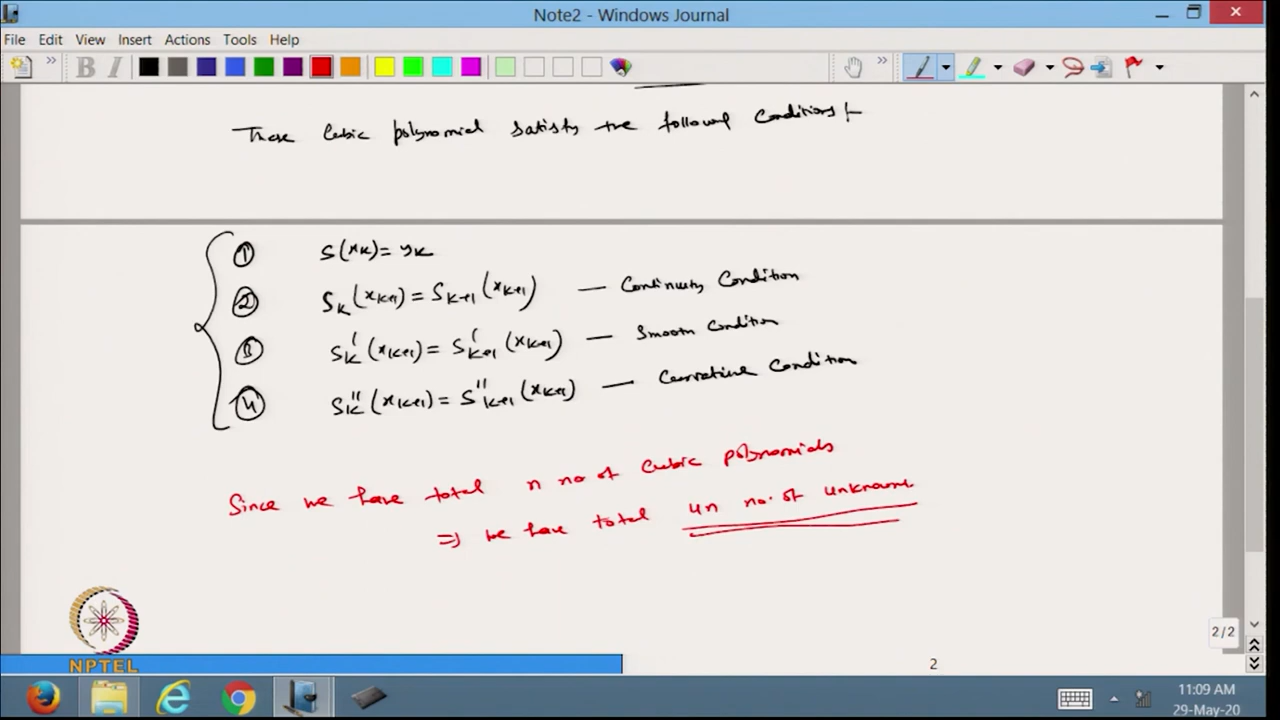 Note2 - Windows Journal
File Edit View Insert Actions Tools Help
These Cubic polynomial satisfy the following Conditions :-
① S(xₖ) = yₖ
② Sₖ(xₖ₊₁) = Sₖ₊₁(xₖ₊₁) — Continuity Condition
③ Sₖ'(xₖ₊₁) = S'ₖ₊₁(xₖ₊₁) — Smooth Condition
④ Sₖ''(xₖ₊₁) = S''ₖ₊₁(xₖ₊₁) — Curvative Condition
Since we have total n no of Cubic polynomials
⇒ we have total 4n no. of unknowns
2/2
NPTEL
2
11:09 AM
29-May-20